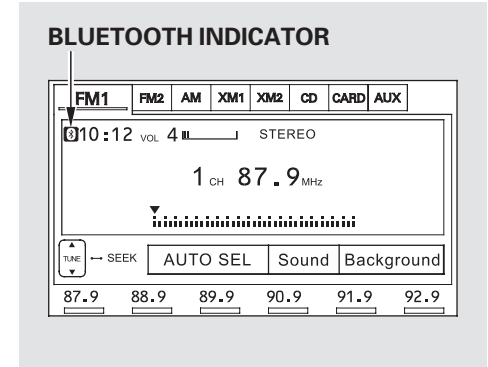 BLUETOOTH INDICATOR
FM1 FM2 AM XM1 XM2 CD CARD AUX
10:12 VOL 4 STEREO
1 CH 87.9 MHz
TUNE SEEK AUTO SEL Sound Background
87.9 88.9 89.9 90.9 91.9 92.9